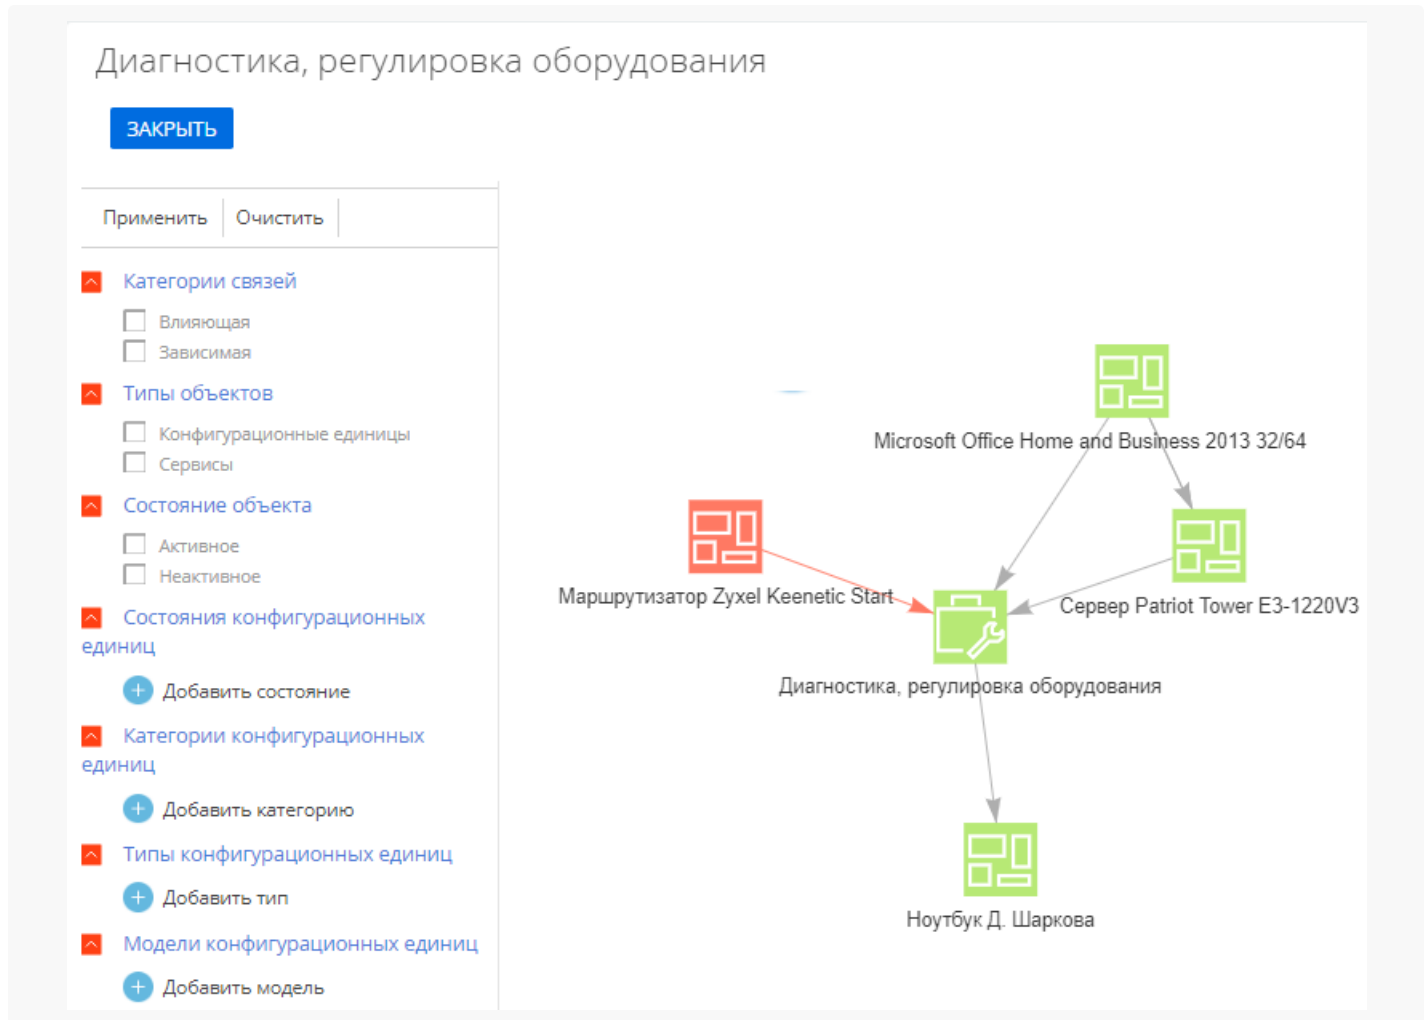 Диагностика, регулировка оборудования
ЗАКРЫТЬ
Применить
Очистить
Категории связей
Влияющая
Зависимая
Типы объектов
Конфигурационные единицы
Сервисы
Состояние объекта
Активное
Неактивное
Состояния конфигурационных
единиц
Добавить состояние
Категории конфигурационных
единиц
Добавить категорию
Типы конфигурационных единиц
Добавить тип
Модели конфигурационных единиц
Добавить модель
Microsoft Office Home and Business 2013 32/64
Маршрутизатор Zyxel Keenetic Start
Сервер Patriot Tower E3-1220V3
Диагностика, регулировка оборудования
Ноутбук Д. Шаркова